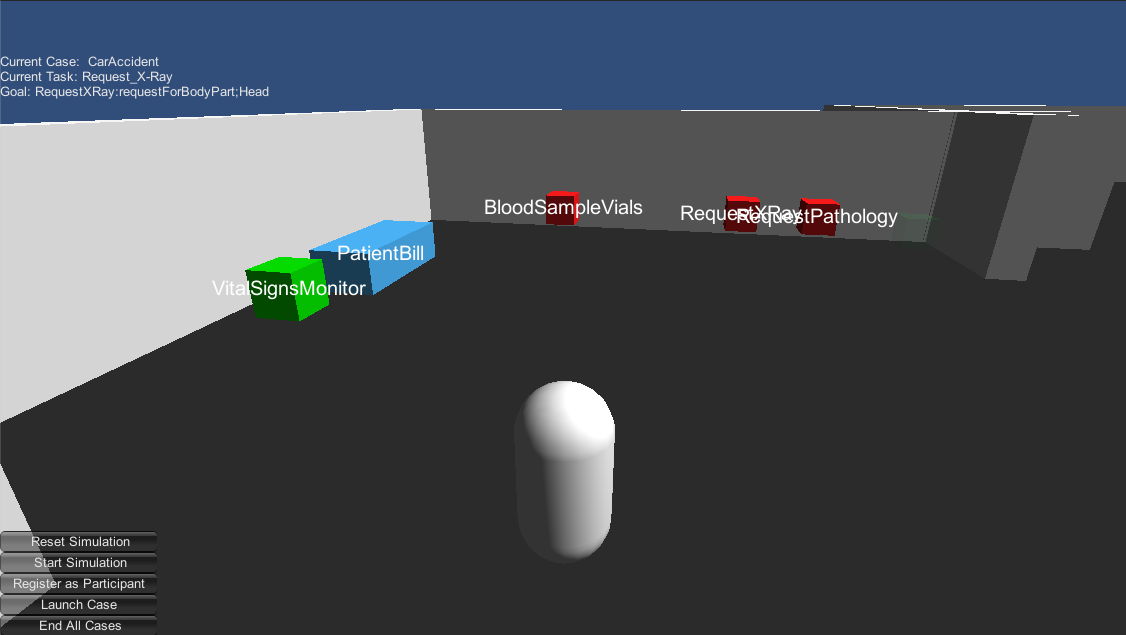 Current Case:  CarAccident
Current Task: Request_X-Ray
Goal: RequestXRay:requestForBodyPart;Head
BloodSampleVials
RequestXRay
RequestPathology
PatientBill
VitalSignsMonitor
Reset Simulation
Start Simulation
Register as Participant
Launch Case
End All Cases